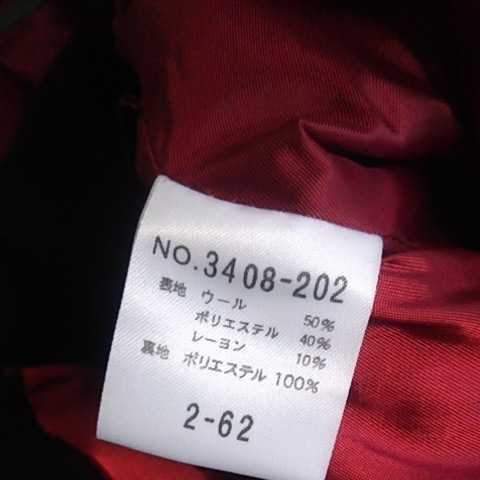 NO.3408-202
表地 ウール 50%
ポリエステル 40%
レーヨン 10%
裏地 ポリエステル 100%
2-62